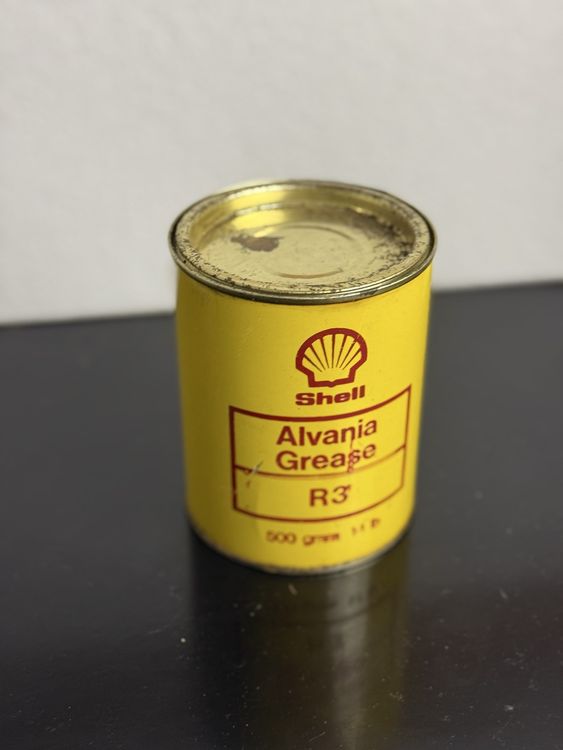 Shell
Alvania
Grease
R3
500 grms 1·1 lb